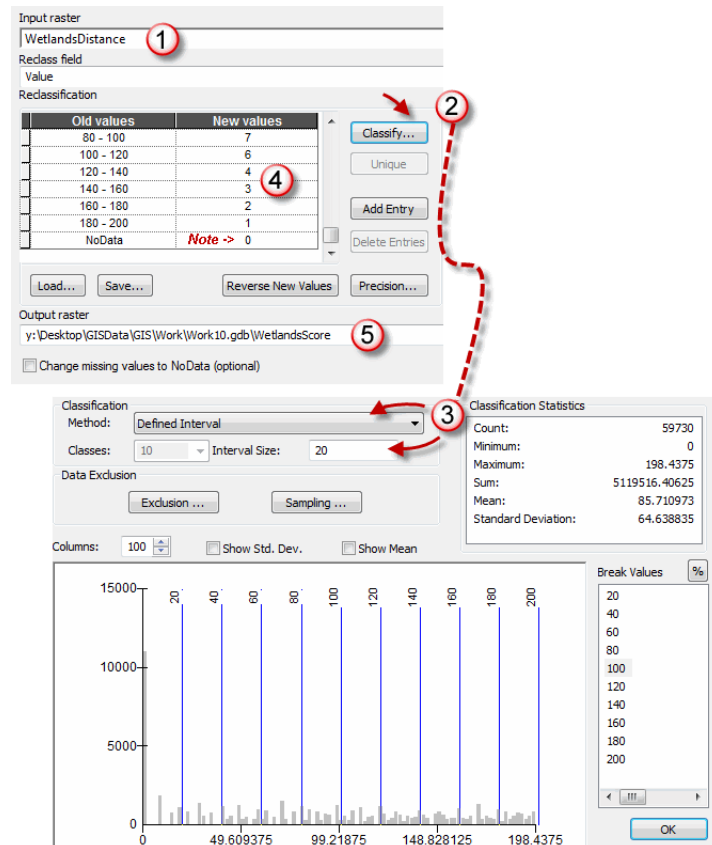 Input raster
WetlandsDistance
1
Reclass field
Value
Reclassification
2
Old values New values
80 - 100 7
100 - 120 6
120 - 140 4
140 - 160 3
160 - 180 2
180 - 200 1
NoData Note -> 0
4
Classify...
Unique
Add Entry
Delete Entries
Load... Save... Reverse New Values Precision...
Output raster
y:\Desktop\GISData\GIS\Work\Work10.gdb\WetlandsScore
5
Change missing values to NoData (optional)
Classification
Method: Defined Interval
3
Classes: 10 Interval Size: 20
Data Exclusion
Exclusion ... Sampling ...
Classification Statistics
Count: 59730
Minimum: 0
Maximum: 198.4375
Sum: 5119516.40625
Mean: 85.710973
Standard Deviation: 64.638835
Columns: 100 Show Std. Dev. Show Mean
Break Values %
20
40
60
80
100
120
140
160
180
200
20 40 60 80 100 120 140 160 180 200
15000
10000
5000
0
0 49.609375 99.21875 148.828125 198.4375
OK